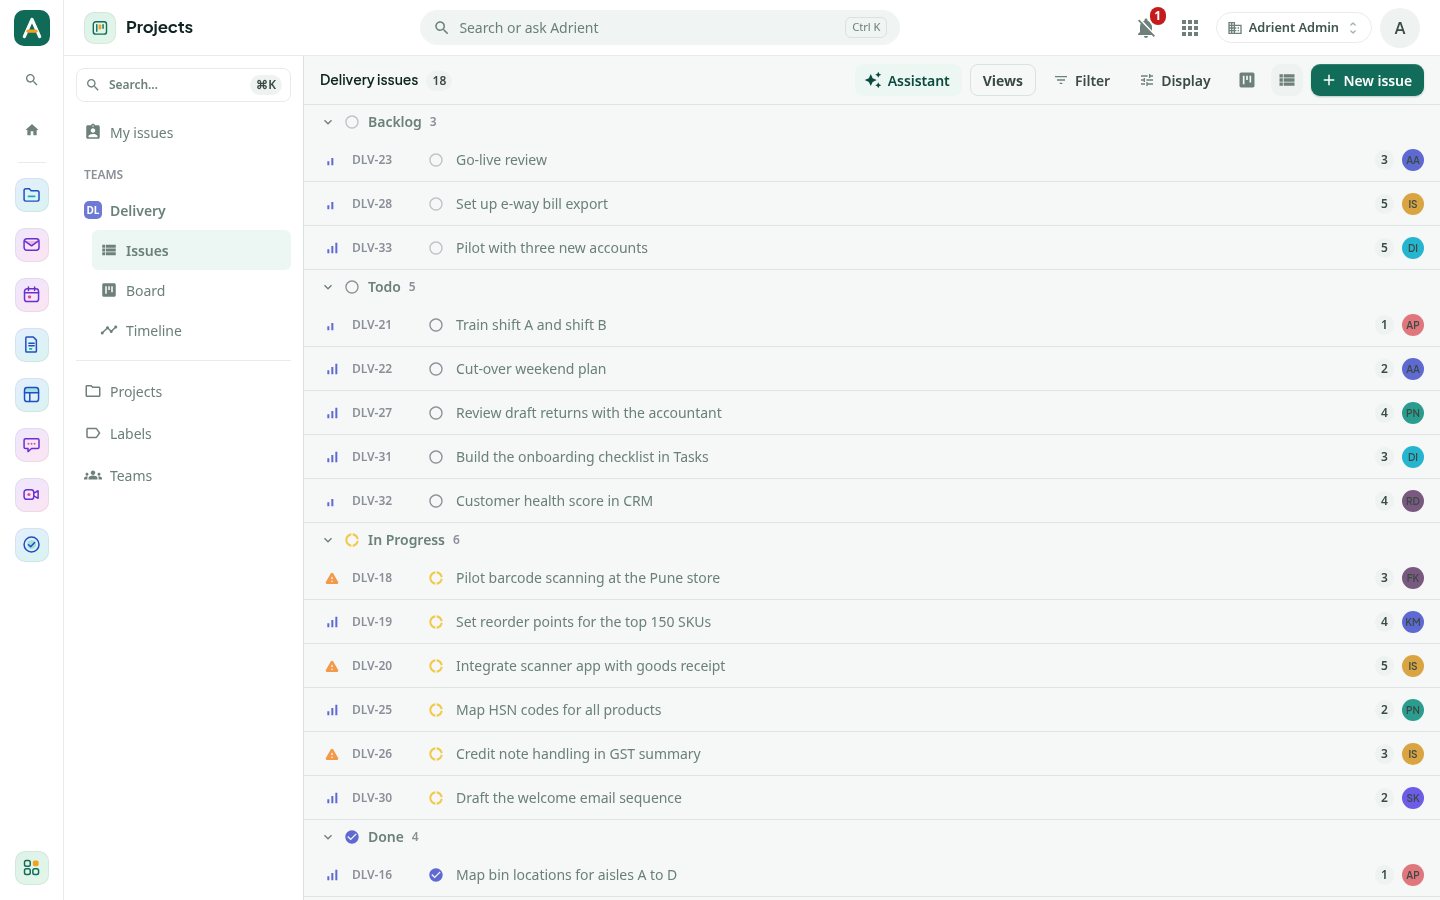 Projects
Search or ask Adrient
Ctrl K
1
Adrient Admin
A
Search...
⌘K
My issues
TEAMS
DL Delivery
Issues
Board
Timeline
Projects
Labels
Teams
Delivery issues 18
Assistant
Views
Filter
Display
New issue
Backlog 3
DLV-23 Go-live review 3 AA
DLV-28 Set up e-way bill export 5 IS
DLV-33 Pilot with three new accounts 5 DI
Todo 5
DLV-21 Train shift A and shift B 1 AP
DLV-22 Cut-over weekend plan 2 AA
DLV-27 Review draft returns with the accountant 4 PN
DLV-31 Build the onboarding checklist in Tasks 3 DI
DLV-32 Customer health score in CRM 4 RD
In Progress 6
DLV-18 Pilot barcode scanning at the Pune store 3 FK
DLV-19 Set reorder points for the top 150 SKUs 4 KM
DLV-20 Integrate scanner app with goods receipt 5 IS
DLV-25 Map HSN codes for all products 2 PN
DLV-26 Credit note handling in GST summary 3 IS
DLV-30 Draft the welcome email sequence 2 SK
Done 4
DLV-16 Map bin locations for aisles A to D 1 AP